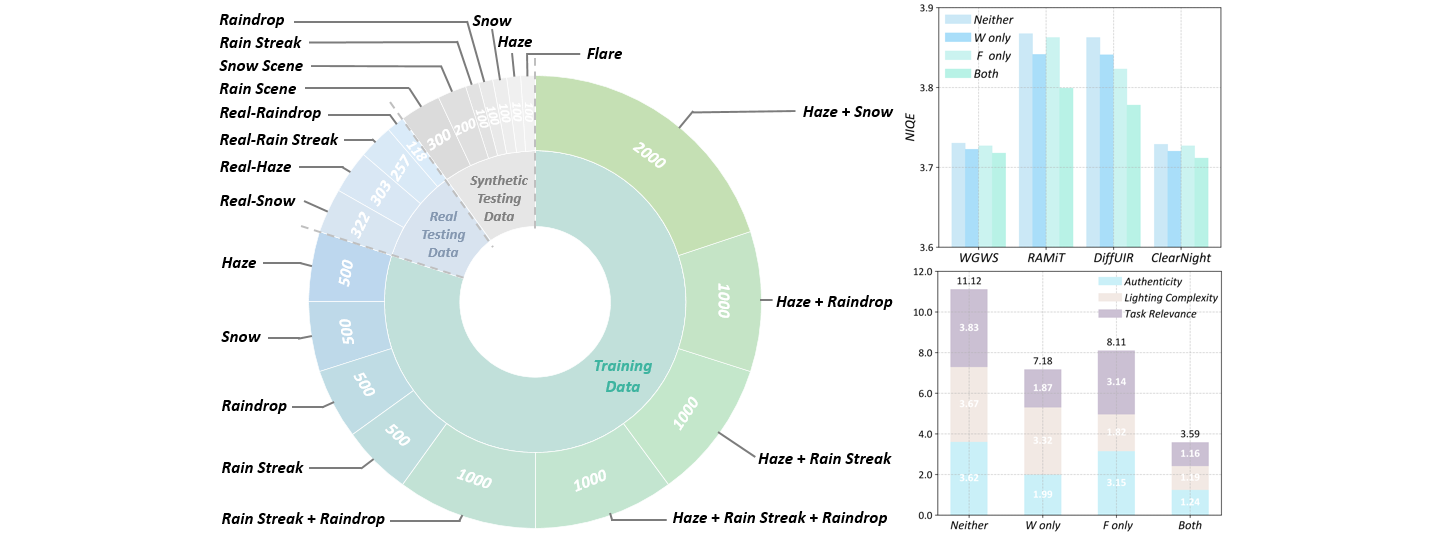 Raindrop
Snow
Rain Streak
Haze
Flare
Snow Scene
Rain Scene
Real-Raindrop
Real-Rain Streak
Real-Haze
Real-Snow
Haze
Snow
Raindrop
Rain Streak
Rain Streak + Raindrop
Haze + Snow
Haze + Raindrop
Haze + Rain Streak
Haze + Rain Streak + Raindrop
2000
1000
1000
1000
1000
500
500
500
500
322
303
257
118
300
200
100
100
100
100
100
Synthetic
Testing
Data
Real
Testing
Data
Training
Data
3.9
3.8
3.7
3.6
NIQE
Neither
W only
F only
Both
WGWS
RAMiT
DiffUIR
ClearNight
12.0
10.0
8.0
6.0
4.0
2.0
0.0
Authenticity
Lighting Complexity
Task Relevance
11.12
3.83
3.67
3.62
7.18
1.87
3.32
1.99
8.11
3.14
1.82
3.15
3.59
1.16
1.19
1.24
Neither
W only
F only
Both